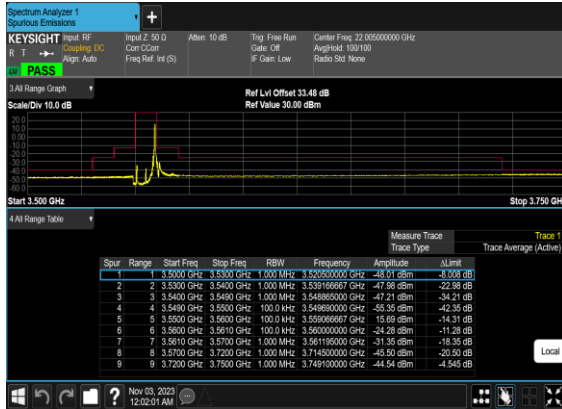 Spectrum Analyzer 1
Spurious Emissions
+
KEYSIGHT Input: RF Input Z: 50 Ω Atten: 10 dB Trig: Free Run Center Freq: 22.005000000 GHz
R T Coupling: DC Corr CCorr Gate: Off Avg|Hold: 100/100
Align: Auto Freq Ref: Int (S) IF Gain: Low Radio Std: None
PASS
3 All Range Graph Ref Lvl Offset 33.48 dB
Scale/Div 10.0 dB Ref Value 30.00 dBm
20.0
10.0
0.00
-10.0
-20.0
-30.0
-40.0
-50.0
-60.0
Start 3.500 GHz Stop 3.750 GH
4 All Range Table
Measure Trace Trace 1
Trace Type Trace Average (Active)
Spur Range Start Freq Stop Freq RBW Frequency Amplitude ΔLimit
1 1 3.5000 GHz 3.5300 GHz 1.000 MHz 3.520500000 GHz -48.01 dBm -8.008 dB
2 2 3.5300 GHz 3.5400 GHz 1.000 MHz 3.539166667 GHz -47.98 dBm -22.98 dB
3 3 3.5400 GHz 3.5490 GHz 1.000 MHz 3.548865000 GHz -47.21 dBm -34.21 dB
4 4 3.5490 GHz 3.5500 GHz 100.0 kHz 3.549690000 GHz -55.35 dBm -42.35 dB
5 5 3.5500 GHz 3.5600 GHz 100.0 kHz 3.559066667 GHz 15.69 dBm -14.31 dB
6 6 3.5600 GHz 3.5610 GHz 100.0 kHz 3.560000000 GHz -24.28 dBm -11.28 dB
7 7 3.5610 GHz 3.5700 GHz 1.000 MHz 3.561195000 GHz -31.35 dBm -18.35 dB
8 8 3.5700 GHz 3.7200 GHz 1.000 MHz 3.714500000 GHz -45.50 dBm -20.50 dB
9 9 3.7200 GHz 3.7500 GHz 1.000 MHz 3.749100000 GHz -44.54 dBm -4.545 dB
Local
? Nov 03, 2023
12:02:01 AM